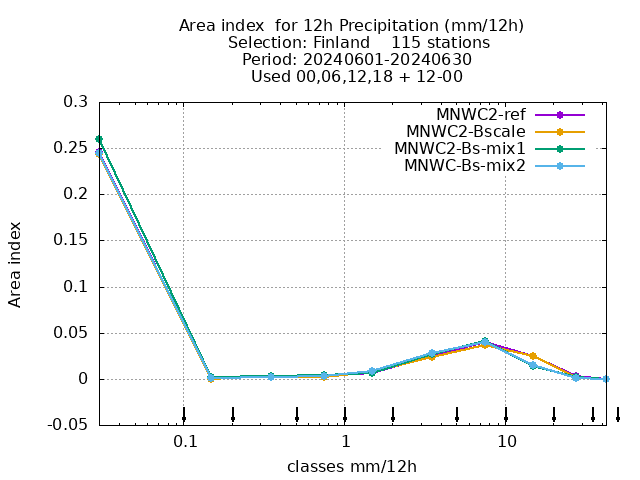 Area index  for 12h Precipitation (mm/12h)
Selection: Finland    115 stations
Period: 20240601-20240630
Used 00,06,12,18 + 12-00
MNWC2-ref
MNWC2-Bscale
MNWC2-Bs-mix1
MNWC-Bs-mix2
0.3
0.25
0.2
0.15
0.1
0.05
0
-0.05
Area index
0.1 1 10
classes mm/12h